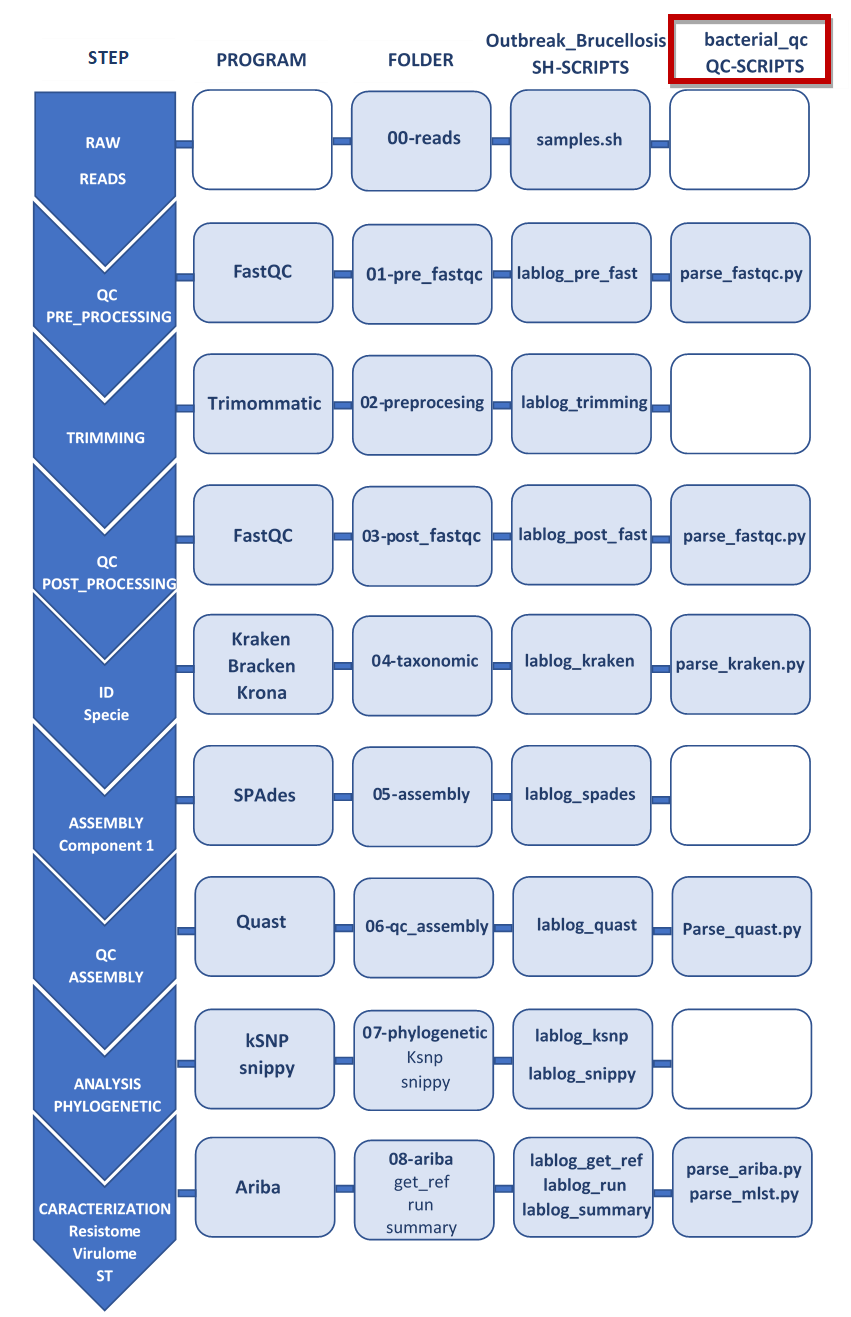 STEP
PROGRAM
FOLDER
Outbreak_Brucellosis
SH-SCRIPTS
bacterial_qc
QC-SCRIPTS
RAW
READS
00-reads
samples.sh
QC
PRE_PROCESSING
FastQC
01-pre_fastqc
lablog_pre_fast
parse_fastqc.py
TRIMMING
Trimommatic
02-preprocesing
lablog_trimming
QC
POST_PROCESSING
FastQC
03-post_fastqc
lablog_post_fast
parse_fastqc.py
ID
Specie
Kraken
Bracken
Krona
04-taxonomic
lablog_kraken
parse_kraken.py
ASSEMBLY
Component 1
SPAdes
05-assembly
lablog_spades
QC
ASSEMBLY
Quast
06-qc_assembly
lablog_quast
Parse_quast.py
ANALYSIS
PHYLOGENETIC
kSNP
snippy
07-phylogenetic
Ksnp
snippy
lablog_ksnp
lablog_snippy
CARACTERIZATION
Resistome
Virulome
ST
Ariba
08-ariba
get_ref
run
summary
lablog_get_ref
lablog_run
lablog_summary
parse_ariba.py
parse_mlst.py